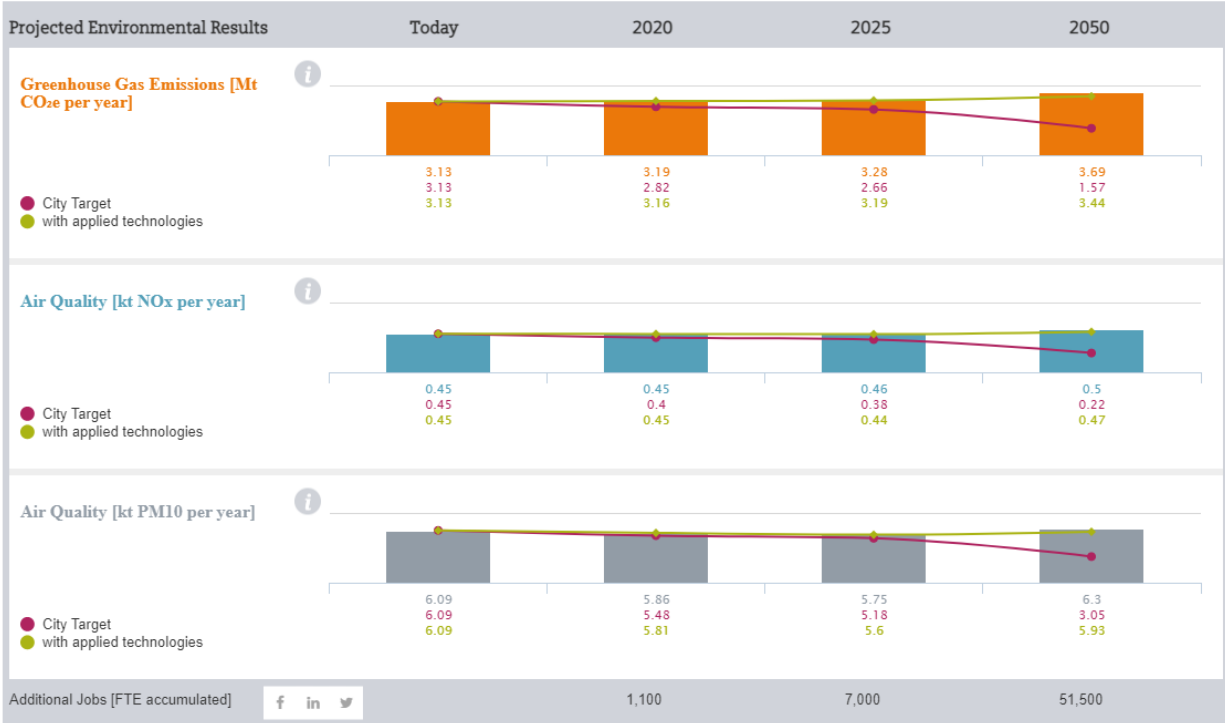 Projected Environmental Results Today 2020 2025 2050
Greenhouse Gas Emissions [Mt
CO₂e per year]
i
3.13 3.19 3.28 3.69
3.13 2.82 2.66 1.57
3.13 3.16 3.19 3.44
City Target
with applied technologies
Air Quality [kt NOx per year]
i
0.45 0.45 0.46 0.5
0.45 0.4 0.38 0.22
0.45 0.45 0.44 0.47
City Target
with applied technologies
Air Quality [kt PM10 per year]
i
6.09 5.86 5.75 6.3
6.09 5.48 5.18 3.05
6.09 5.81 5.6 5.93
City Target
with applied technologies
Additional Jobs [FTE accumulated] f in 1,100 7,000 51,500